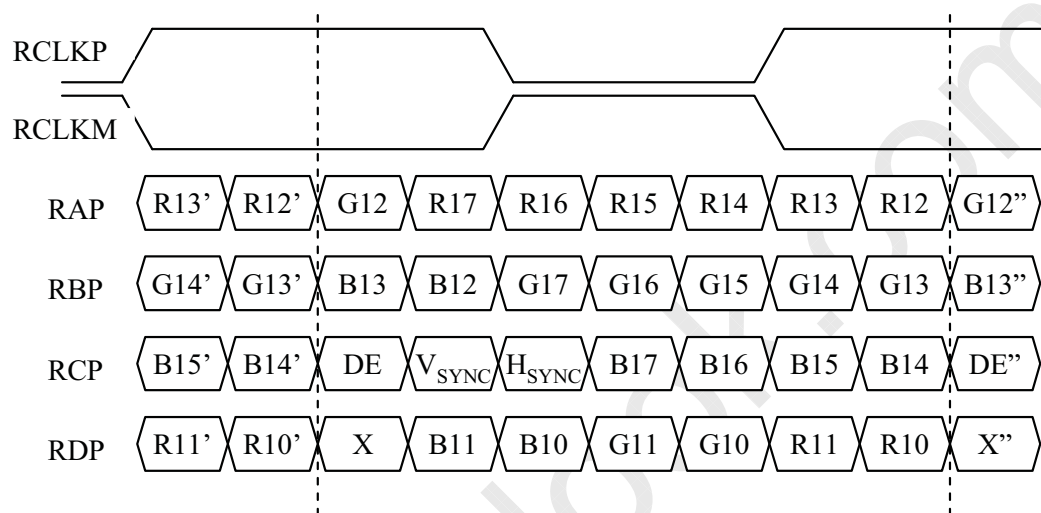 RCLKP
RCLKM
RAP R13’ R12’ G12 R17 R16 R15 R14 R13 R12 G12”
RBP G14’ G13’ B13 B12 G17 G16 G15 G14 G13 B13”
RCP B15’ B14’ DE VSYNC HSYNC B17 B16 B15 B14 DE”
RDP R11’ R10’ X B11 B10 G11 G10 R11 R10 X”